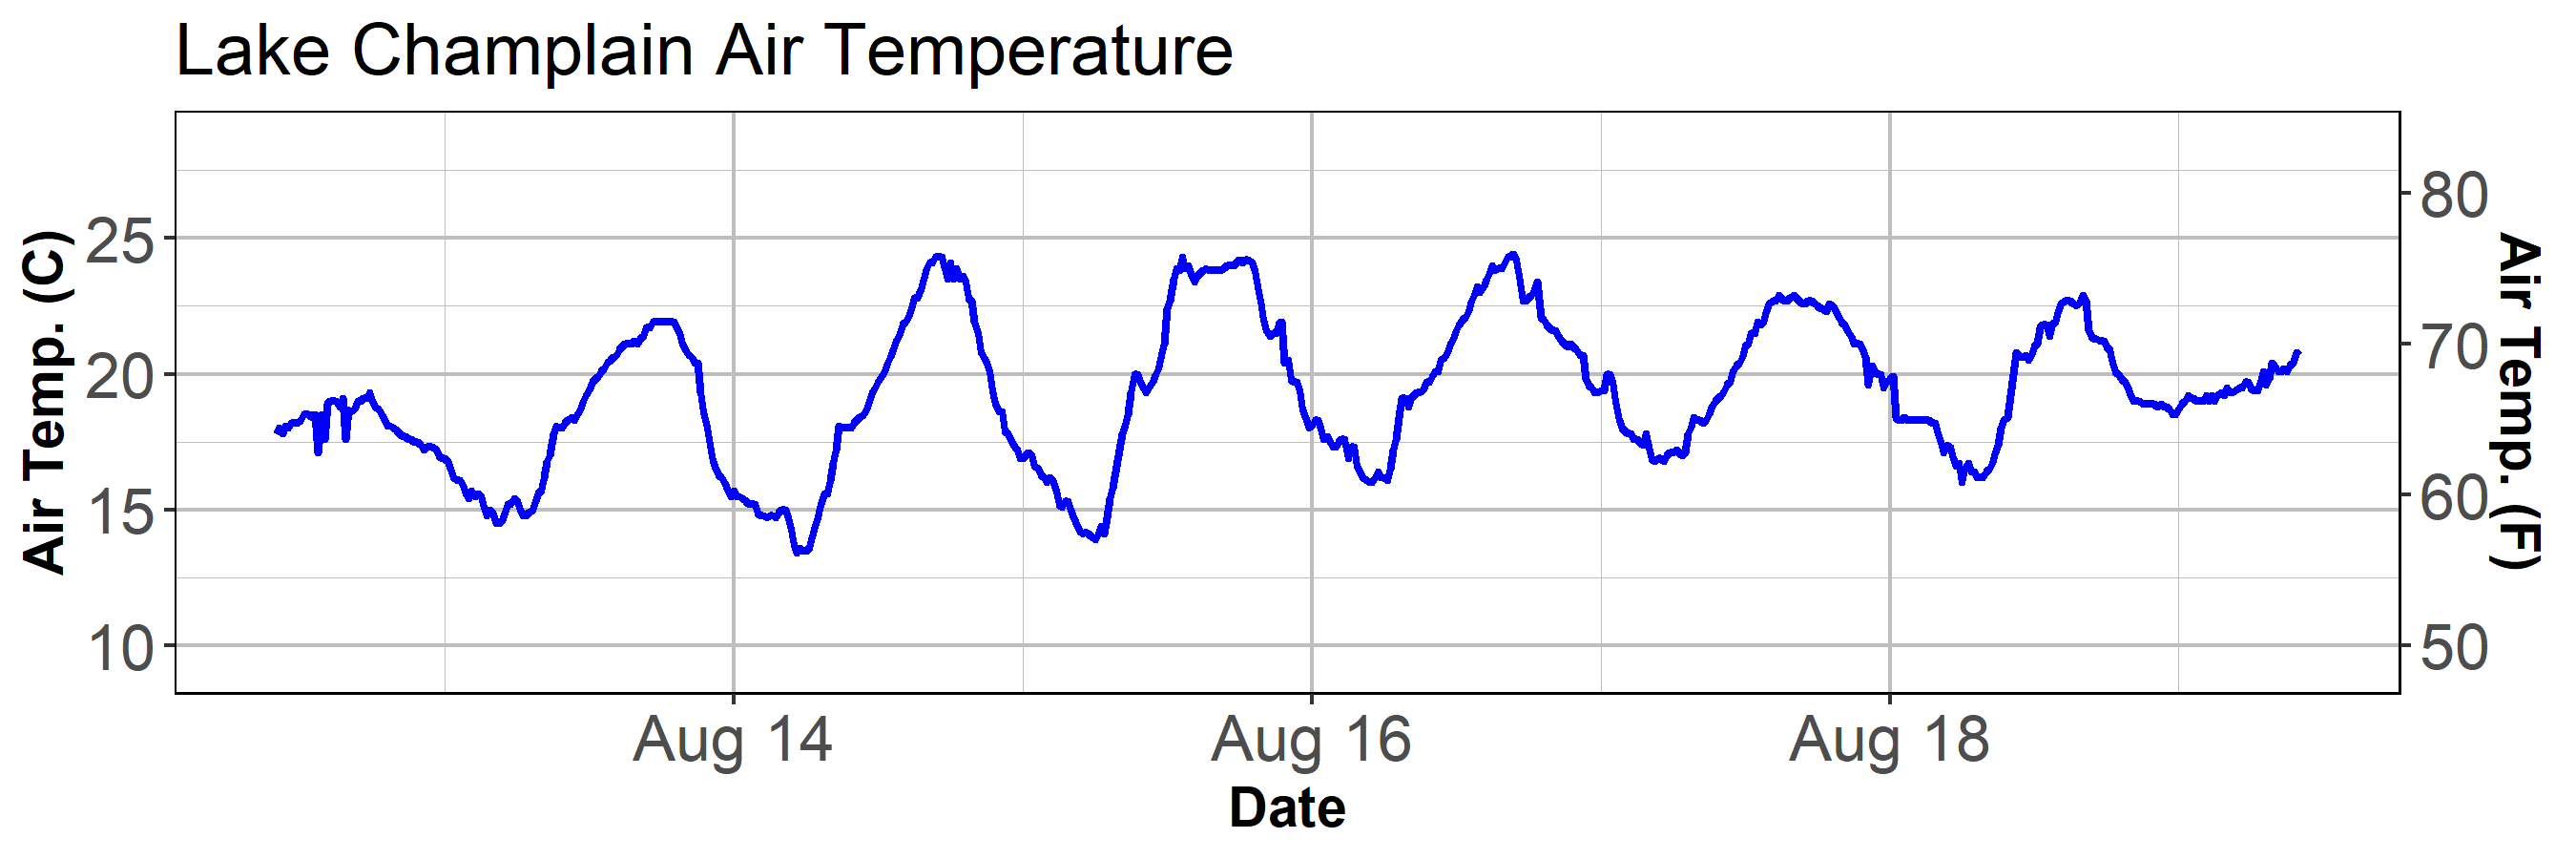 Lake Champlain Air Temperature
Air Temp. (C)
25
20
15
10
80
70
60
50
Air Temp. (F)
Aug 14 Aug 16 Aug 18
Date